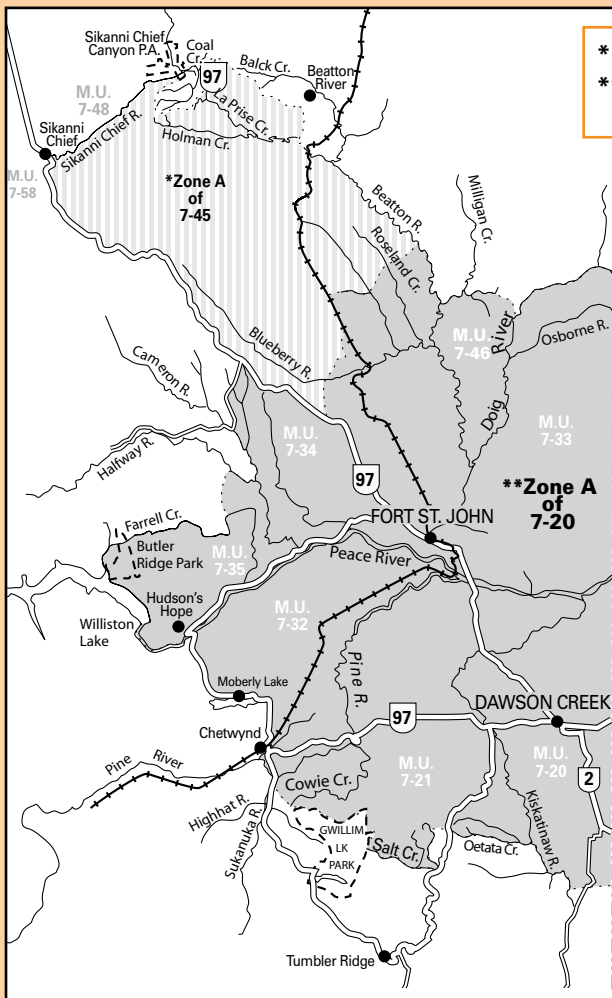 Sikanni Chief
Canyon P.A.
Coal
Cr.
97
Balck Cr.
Beatton
River
*
**
M.U.
7-48
La Prise Cr.
Sikanni
Chief
Sikanni Chief R.
Holman Cr.
M.U.
7-58
*Zone A
of
7-45
Beatton R.
Milligan Cr.
Roseland Cr.
Blueberry R.
M.U.
7-46
Doig River
Osborne R.
Cameron R.
M.U.
7-34
M.U.
7-33
Halfway R.
97
**Zone A
of
7-20
FORT ST. JOHN
Farrell Cr.
Butler
Ridge Park
M.U.
7-35
Peace River
Hudson's
Hope
Williston
Lake
M.U.
7-32
Pine R.
Moberly Lake
97
DAWSON CREEK
Chetwynd
M.U.
7-21
M.U.
7-20
2
Pine River
Cowie Cr.
Highhat R.
Sukanuka R.
GWILLIM
LK
PARK
Salt Cr.
Oetata Cr.
Kiskatinaw R.
Tumbler Ridge